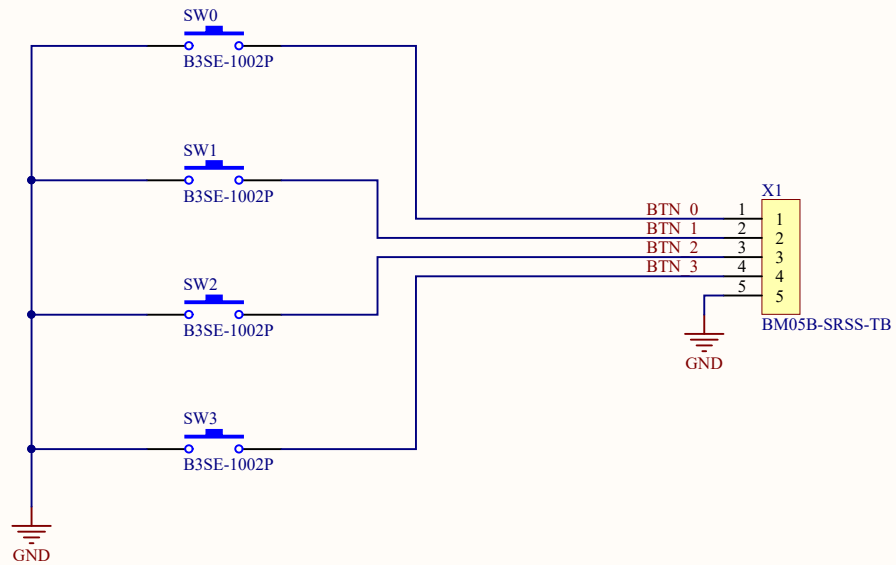 SW0
B3SE-1002P
SW1
B3SE-1002P
SW2
B3SE-1002P
SW3
B3SE-1002P
GND
X1
BTN_0 1 1
BTN_1 2 2
BTN_2 3 3
BTN_3 4 4
5 5
BM05B-SRSS-TB
GND